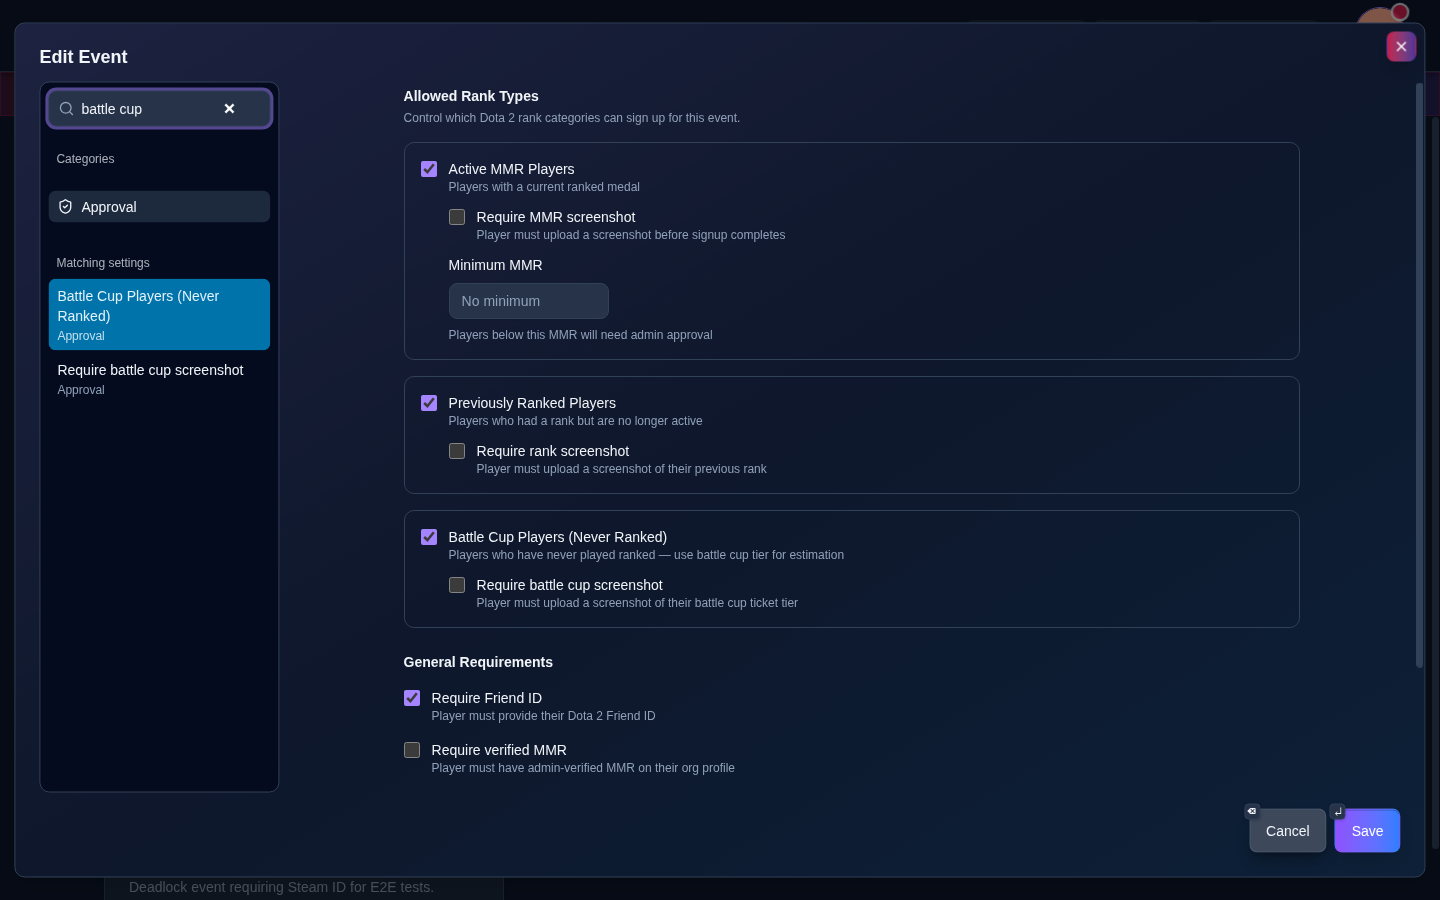 Edit Event
battle cup
Categories
Approval
Matching settings
Battle Cup Players (Never
Ranked)
Approval
Require battle cup screenshot
Approval
Allowed Rank Types
Control which Dota 2 rank categories can sign up for this event.
Active MMR Players
Players with a current ranked medal
Require MMR screenshot
Player must upload a screenshot before signup completes
Minimum MMR
No minimum
Players below this MMR will need admin approval
Previously Ranked Players
Players who had a rank but are no longer active
Require rank screenshot
Player must upload a screenshot of their previous rank
Battle Cup Players (Never Ranked)
Players who have never played ranked — use battle cup tier for estimation
Require battle cup screenshot
Player must upload a screenshot of their battle cup ticket tier
General Requirements
Require Friend ID
Player must provide their Dota 2 Friend ID
Require verified MMR
Player must have admin-verified MMR on their org profile
Cancel
Save
Deadlock event requiring Steam ID for E2E tests.